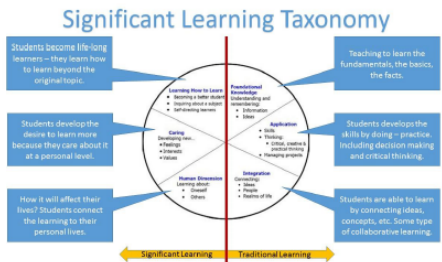 Significant Learning Taxonomy
Students become life-long
learners – they learn how
to learn beyond the
original topic.
Teaching to learn the
fundamentals, the basics,
the facts.
Learning How to Learn
• Becoming a better student
• Inquiring about a subject
• Self-directing learners
Foundational
Knowledge
Understanding and
remembering:
• Information
• Ideas
Students develop the
desire to learn more
because they care about it
at a personal level.
Caring
Developing new...
• Feelings
• Interests
• Values
Application
• Skills
• Thinking:
• Critical, creative &
practical thinking
• Managing projects
Students develops the
skills by doing – practice.
Including decision making
and critical thinking.
How it will affect their
lives? Students connect
the learning to their
personal lives.
Human Dimension
Learning about:
• Oneself
• Others
Integration
Connecting:
• Ideas
• People
• Realms of life
Students are able to learn
by connecting ideas,
concepts, etc. Some type
of collaborative learning.
Significant Learning
Traditional Learning